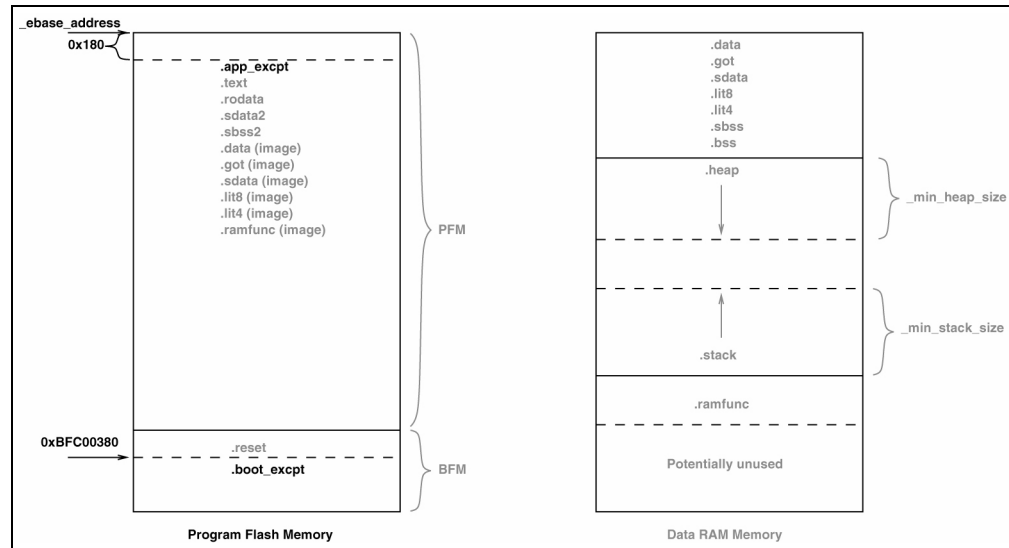 _ebase_address
0x180
.app_excpt
.text
.rodata
.sdata2
.sbss2
.data (image)
.got (image)
.sdata (image)
.lit8 (image)
.lit4 (image)
.ramfunc (image)
PFM
0xBFC00380
.reset
.boot_excpt
BFM
Program Flash Memory
.data
.got
.sdata
.lit8
.lit4
.sbss
.bss
.heap
_min_heap_size
_min_stack_size
.stack
.ramfunc
Potentially unused
Data RAM Memory